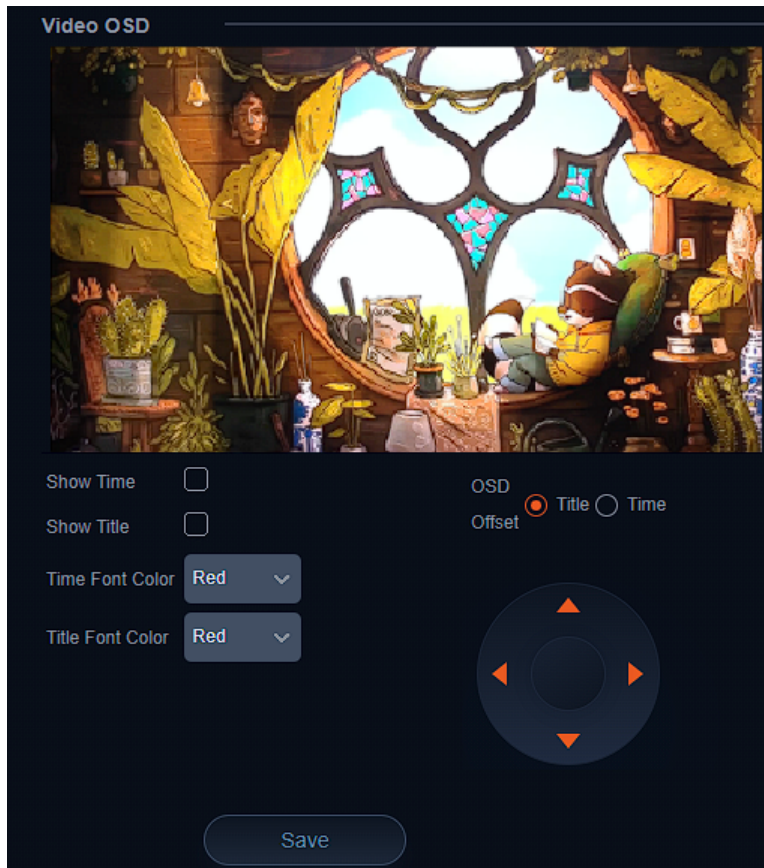 Video OSD
Show Time
Show Title
Time Font Color Red
Title Font Color Red
OSD
Offset
Title Time
Save